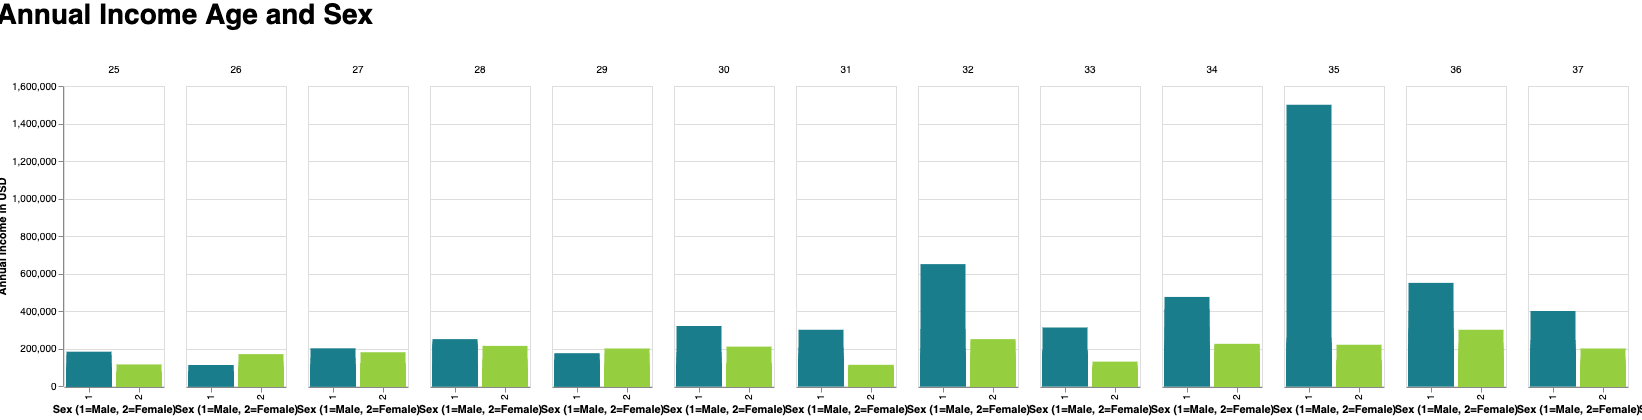 Annual Income Age and Sex
25 26 27 28 29 30 31 32 33 34 35 36 37
Annual Income in USD
1,600,000
1,400,000
1,200,000
1,000,000
800,000
600,000
400,000
200,000
0
1 2 1 2 1 2 1 2 1 2 1 2 1 2 1 2 1 2 1 2 1 2 1 2 1 2
Sex (1=Male, 2=Female) Sex (1=Male, 2=Female) Sex (1=Male, 2=Female) Sex (1=Male, 2=Female) Sex (1=Male, 2=Female) Sex (1=Male, 2=Female) Sex (1=Male, 2=Female) Sex (1=Male, 2=Female) Sex (1=Male, 2=Female) Sex (1=Male, 2=Female) Sex (1=Male, 2=Female) Sex (1=Male, 2=Female) Sex (1=Male, 2=Female) S